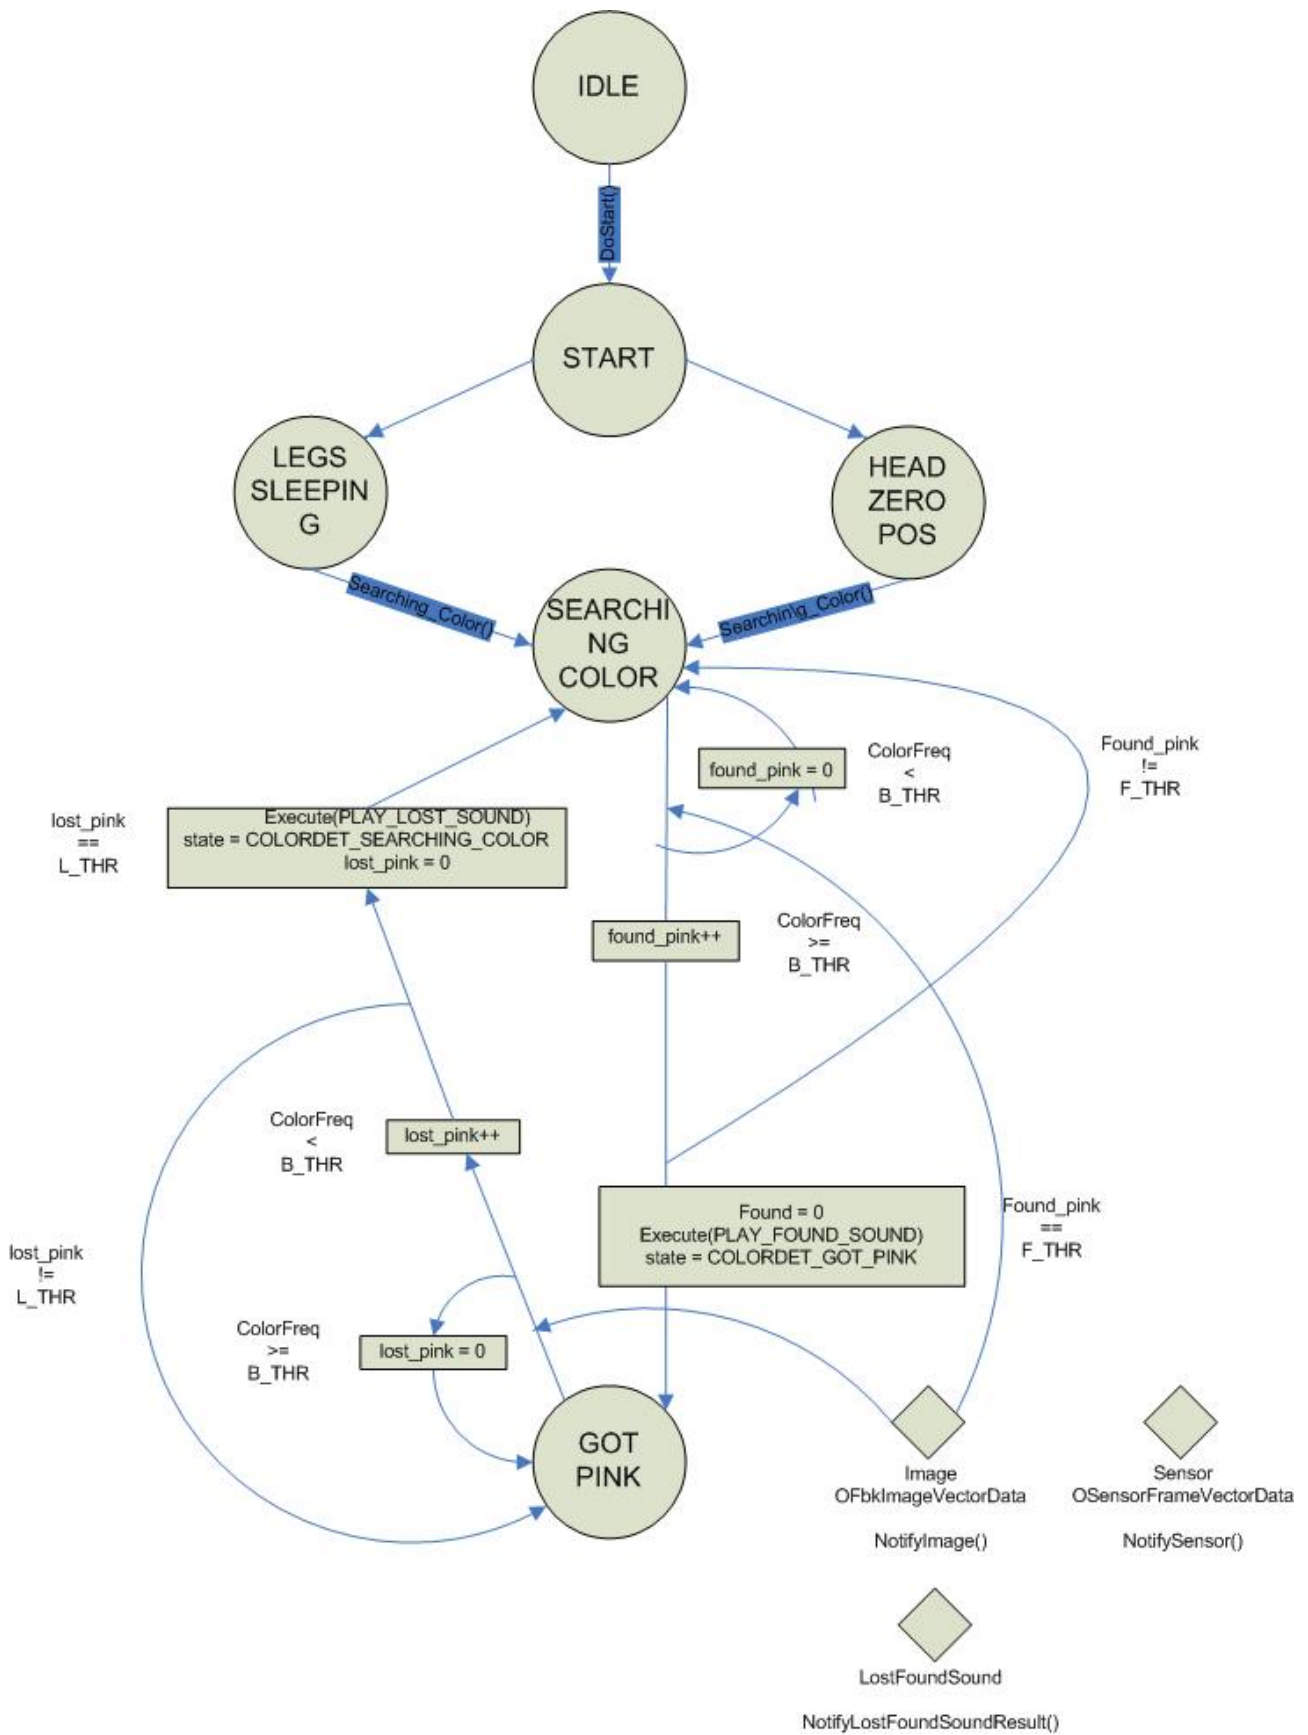 IDLE
DoStart()
START
LEGS
SLEEPIN
G
HEAD
ZERO
POS
Searching_Color()
Searchin\g_Color()
SEARCHI
NG
COLOR
found_pink = 0
ColorFreq
<
B_THR
Found_pink
!=
F_THR
lost_pink
==
L_THR
Execute(PLAY_LOST_SOUND)
state = COLORDET_SEARCHING_COLOR
lost_pink = 0
found_pink++
ColorFreq
>=
B_THR
ColorFreq
<
B_THR
lost_pink++
Found = 0
Execute(PLAY_FOUND_SOUND)
state = COLORDET_GOT_PINK
Found_pink
==
F_THR
lost_pink
!=
L_THR
ColorFreq
>=
B_THR
lost_pink = 0
GOT
PINK
Image
OFbkImageVectorData
NotifyImage()
Sensor
OSensorFrameVectorData
NotifySensor()
LostFoundSound
NotifyLostFoundSoundResult()